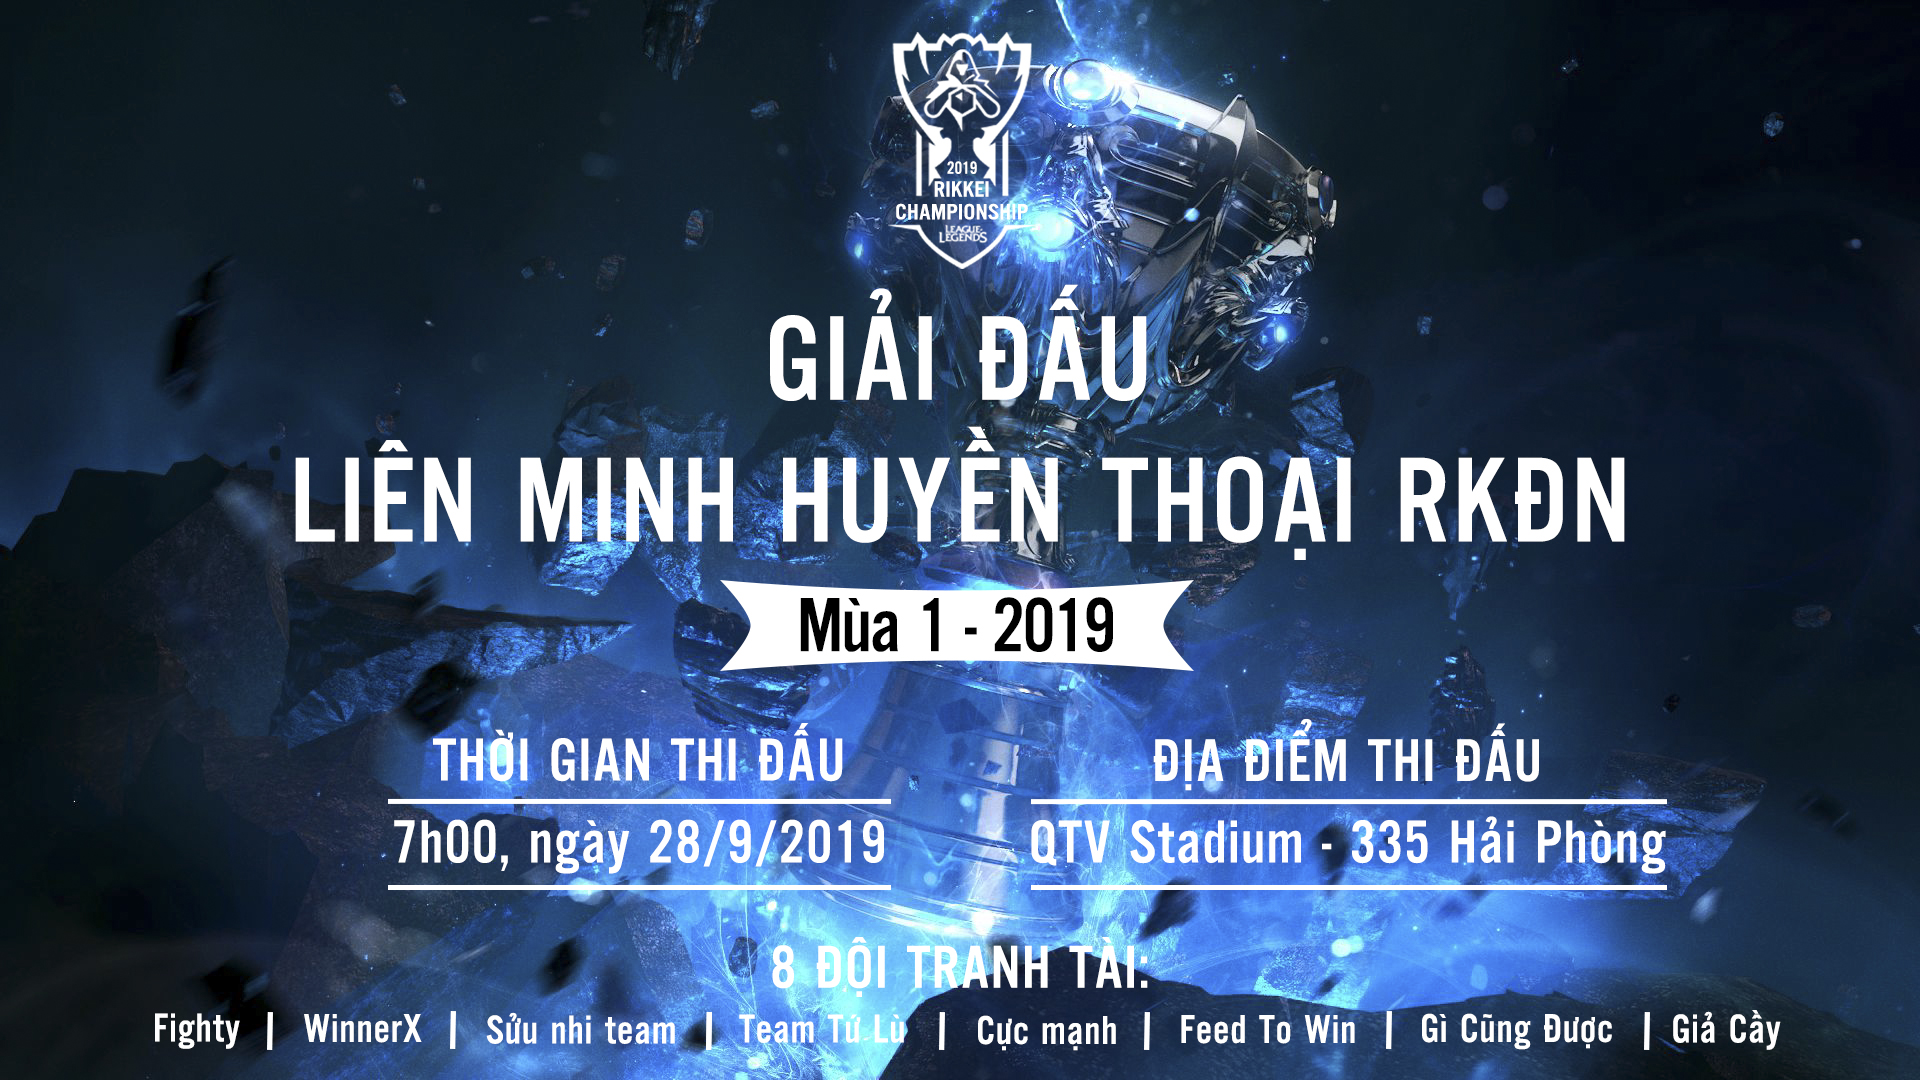 2019
RIKKEI
CHAMPIONSHIP
LEAGUE OF
LEGENDS
GIẢI ĐẤU
LIÊN MINH HUYỀN THOẠI RKĐN
Mùa 1 - 2019
THỜI GIAN THI ĐẤU
7h00, ngày 28/9/2019
ĐỊA ĐIỂM THI ĐẤU
QTV Stadium - 335 Hải Phòng
8 ĐỘI TRANH TÀI:
Fighty | WinnerX | Sửu nhi team | Team Tứ Lù | Cực mạnh | Feed To Win | Gì Cũng Được | Giả Cầy